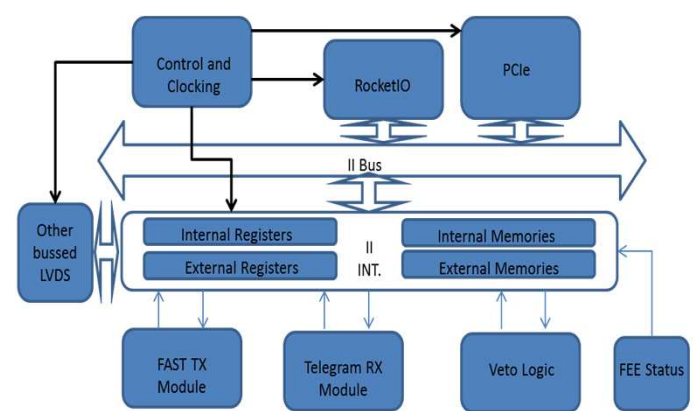 Control and
Clocking
RocketIO
PCIe
II Bus
Other
bussed
LVDS
Internal Registers
External Registers
II
INT.
Internal Memories
External Memories
FAST TX
Module
Telegram RX
Module
Veto Logic
FEE Status